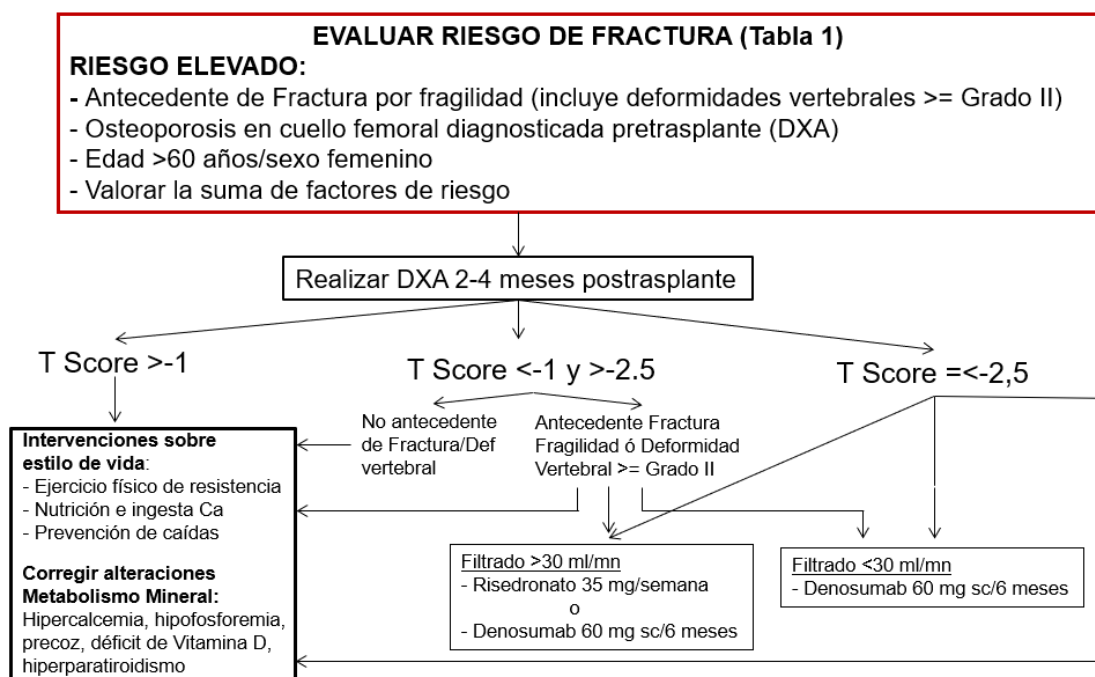 EVALUAR RIESGO DE FRACTURA (Tabla 1)
RIESGO ELEVADO:
- Antecedente de Fractura por fragilidad (incluye deformidades vertebrales >= Grado II)
- Osteoporosis en cuello femoral diagnosticada pretrasplante (DXA)
- Edad >60 años/sexo femenino
- Valorar la suma de factores de riesgo
Realizar DXA 2-4 meses postrasplante
T Score >-1
T Score <-1 y >-2.5
T Score =<-2,5
No antecedente
de Fractura/Def
vertebral
Antecedente Fractura
Fragilidad ó Deformidad
Vertebral >= Grado II
Intervenciones sobre
estilo de vida:
- Ejercicio físico de resistencia
- Nutrición e ingesta Ca
- Prevención de caídas
Corregir alteraciones
Metabolismo Mineral:
Hipercalcemia, hipofosforemia,
precoz, déficit de Vitamina D,
hiperparatiroidismo
Filtrado >30 ml/mn
- Risedronato 35 mg/semana
o
- Denosumab 60 mg sc/6 meses
Filtrado <30 ml/mn
- Denosumab 60 mg sc/6 meses